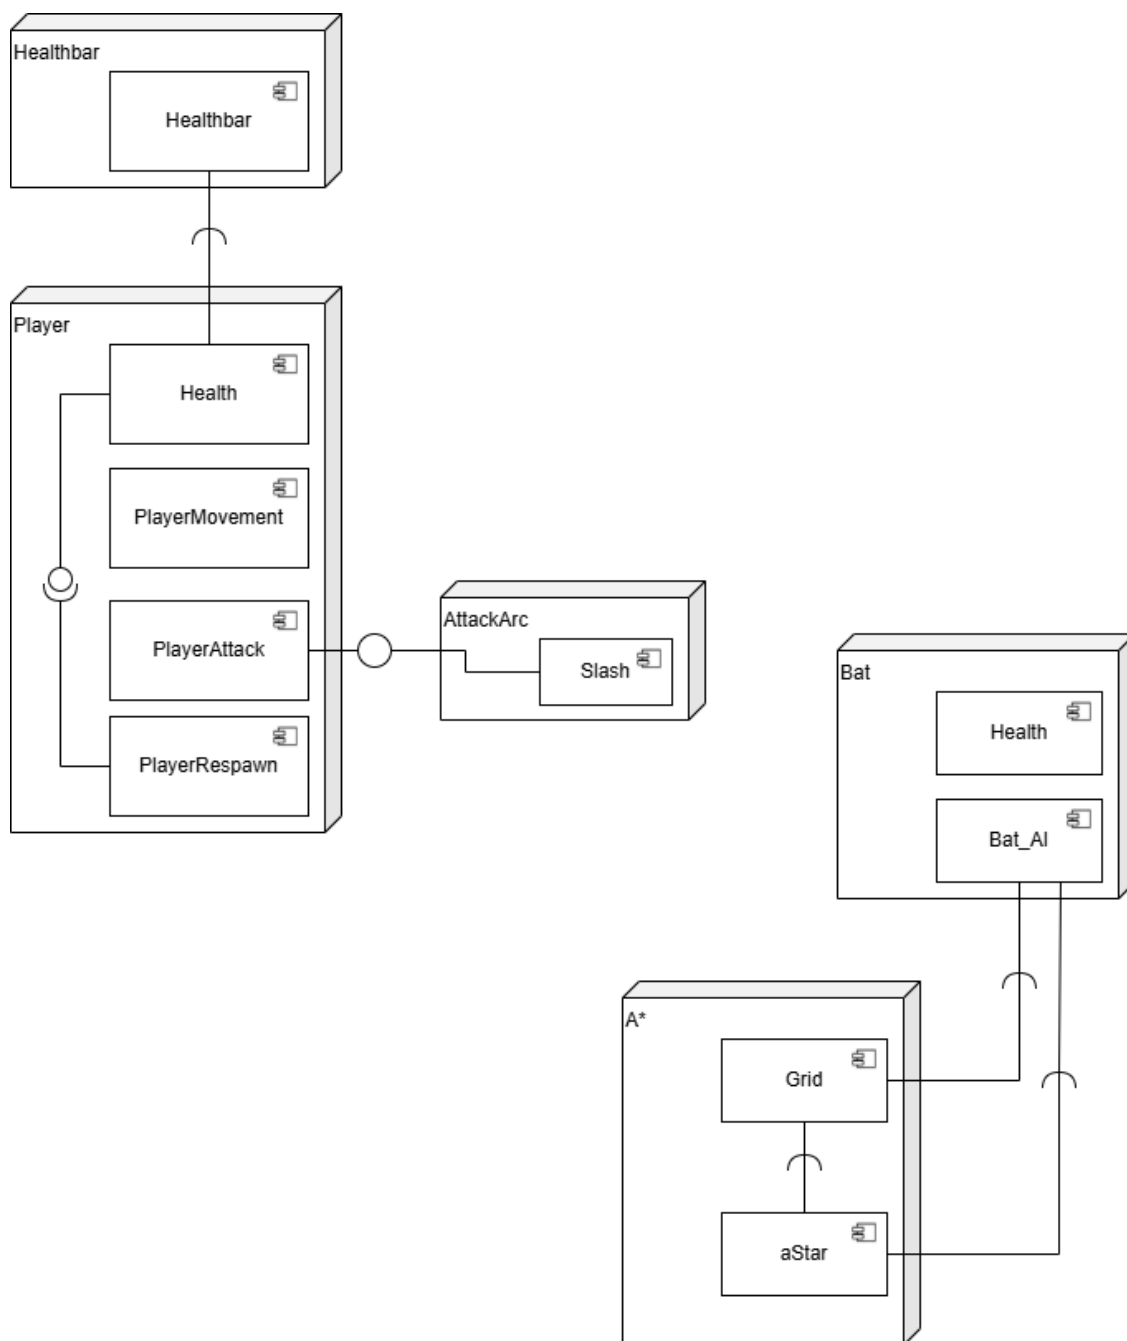 Healthbar
Healthbar
Player
Health
PlayerMovement
PlayerAttack
PlayerRespawn
AttackArc
Slash
Bat
Health
Bat_AI
A*
Grid
aStar